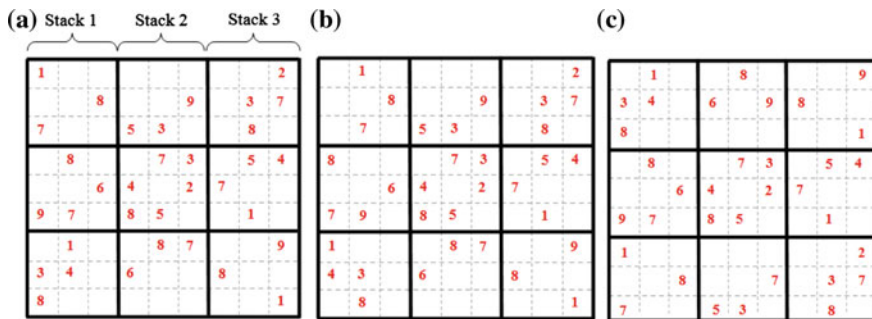 (a) Stack 1 Stack 2 Stack 3
1 2
8 9 3 7
7 5 3 8
8 7 3 5 4
6 4 2 7
9 7 8 5 1
1 8 7 9
3 4 6 8
8 1
(b)
1 2
8 9 3 7
7 5 3 8
8 7 3 5 4
6 4 2 7
7 9 8 5 1
1 8 7 9
4 3 6 8
8 1
(c)
1 8 9
3 4 6 9 8
8 1
8 7 3 5 4
6 4 2 7
9 7 8 5 1
1 2
8 7 3 7
7 5 3 8